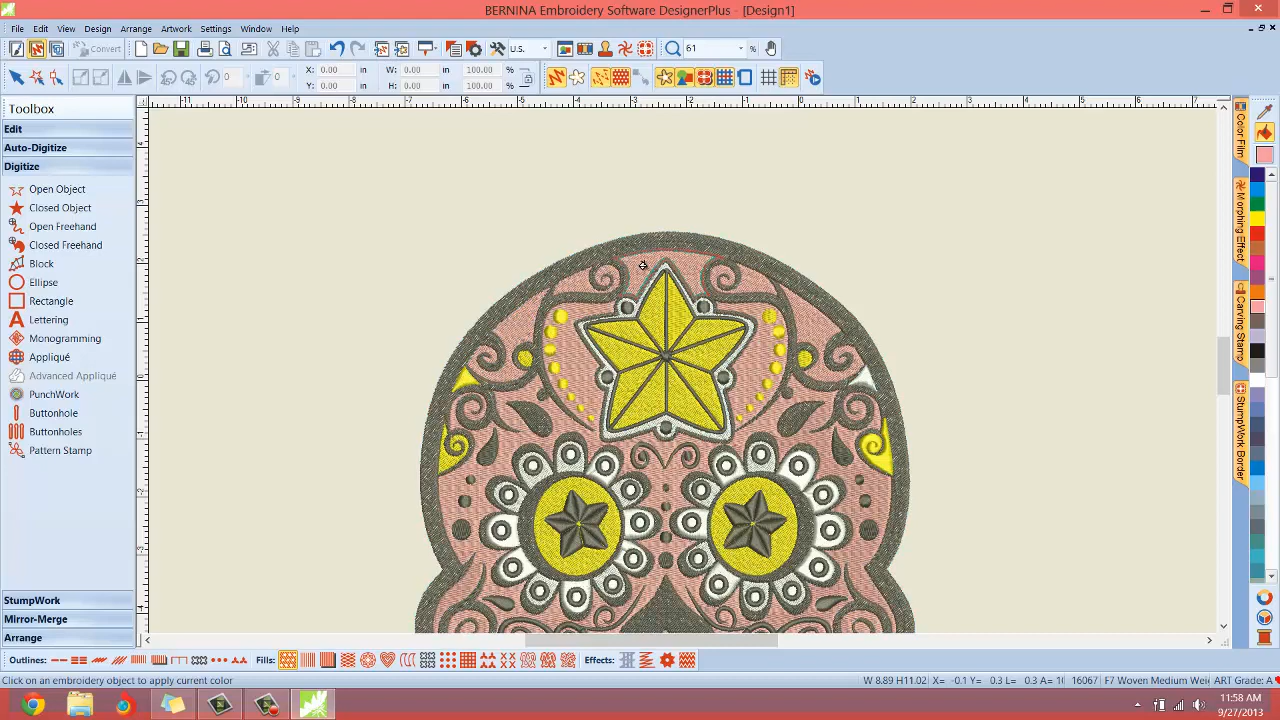 BERNINA Embroidery Software DesignerPlus - [Design1]
File Edit View Design Arrange Artwork Settings Window Help
Convert U.S. 61 %
0 0 X: 0.00 in W: 0.00 in 100.00 %
Y: 0.00 in H: 0.00 in 100.00 %
Toolbox
Edit
Auto-Digitize
Digitize
Open Object
Closed Object
Open Freehand
Closed Freehand
Block
Ellipse
Rectangle
Lettering
Monogramming
Appliqué
Advanced Appliqué
PunchWork
Buttonhole
Buttonholes
Pattern Stamp
StumpWork
Mirror-Merge
Arrange
Color Film
Morphing Effect
Carving Stamp
StumpWork Border
Outlines: Fills: Effects:
Click on an embroidery object to apply current color W 8.89 H11.02 X= -0.1 Y= 0.3 L= 0.3 A= 16067 F7 Woven Medium Wei ART Grade: A
11:58 AM
9/27/2013